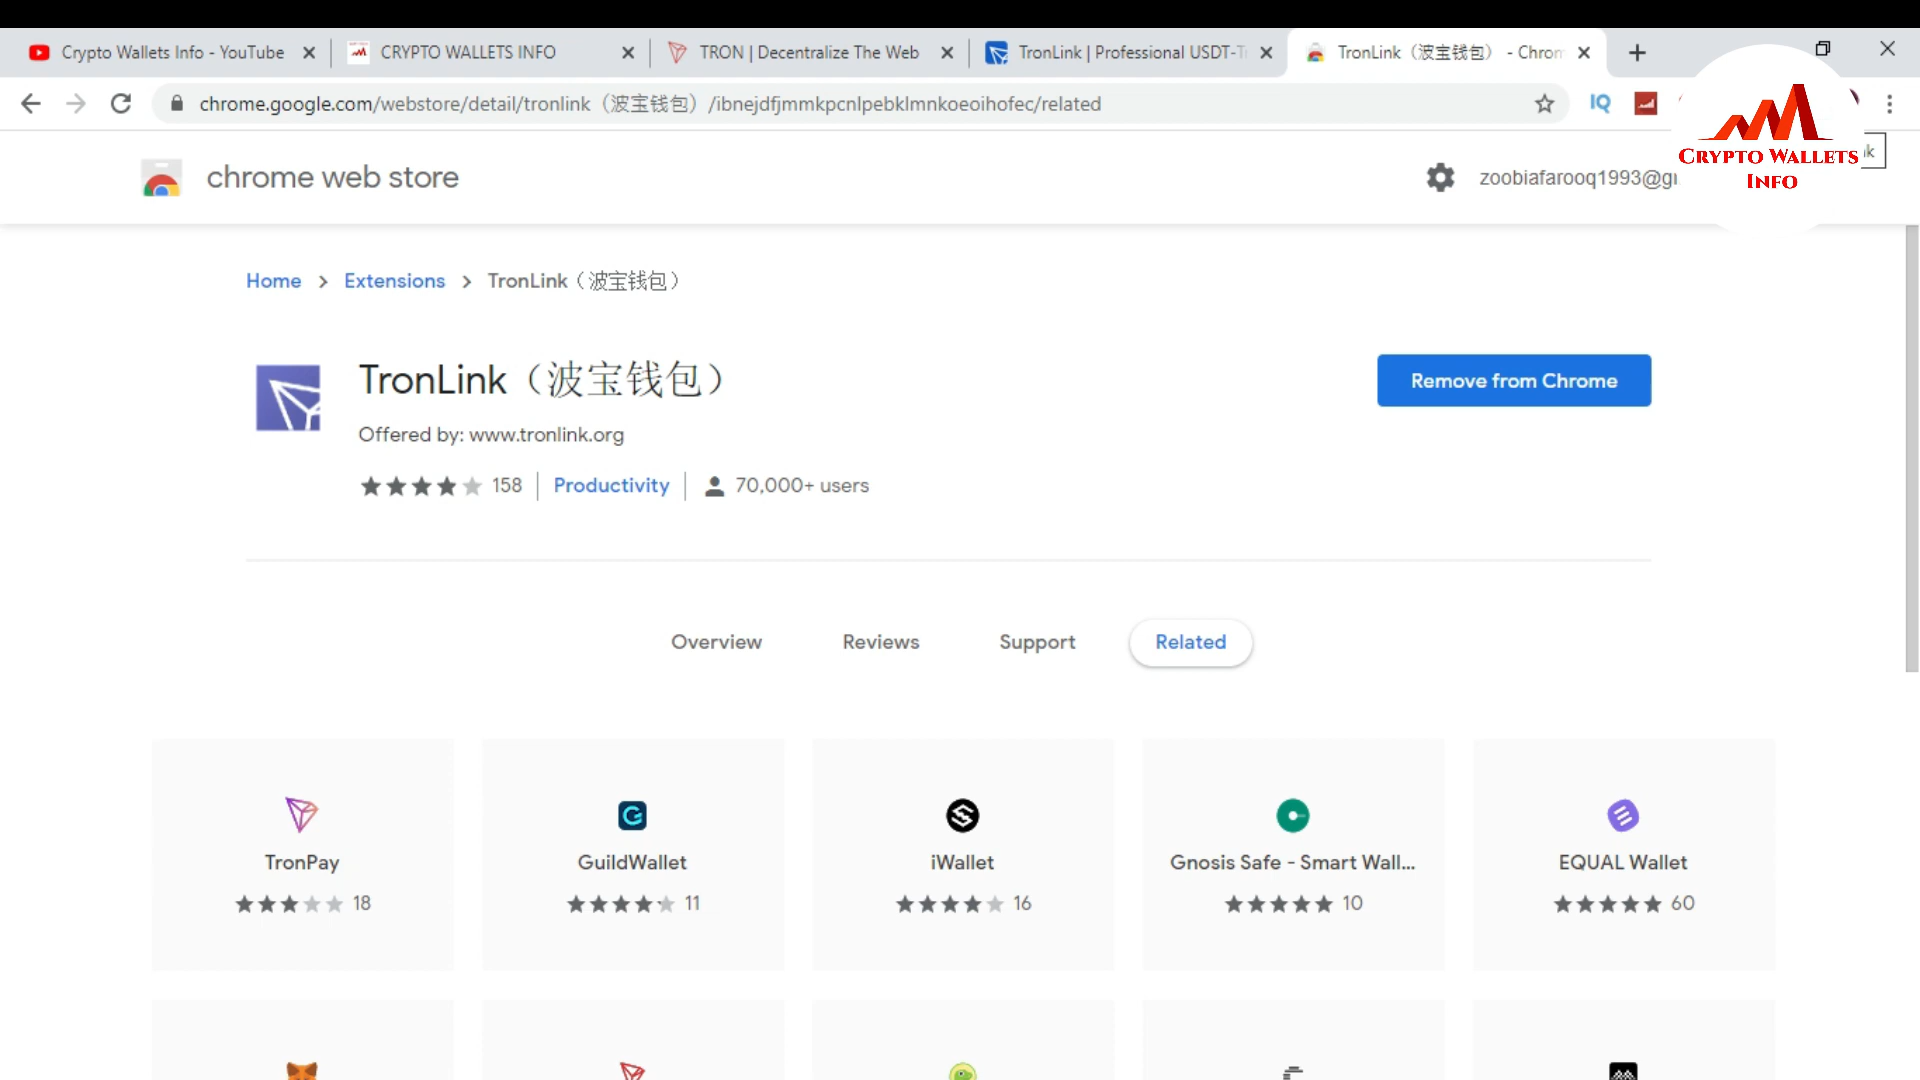 Crypto Wallets Info - YouTube
CRYPTO WALLETS INFO
TRON | Decentralize The Web
TronLink | Professional USDT-T
TronLink（波宝钱包） - Chrom
chrome.google.com/webstore/detail/tronlink（波宝钱包）/ibnejdfjmmkpcnlpebklmnkoeoihofec/related
IQ
CRYPTO WALLETS
INFO
chrome web store
zoobiafarooq1993@g
Home > Extensions > TronLink（波宝钱包）
TronLink（波宝钱包）
Remove from Chrome
Offered by: www.tronlink.org
158
Productivity
70,000+ users
Overview
Reviews
Support
Related
TronPay
GuildWallet
iWallet
Gnosis Safe - Smart Wall...
EQUAL Wallet
18
11
16
10
60